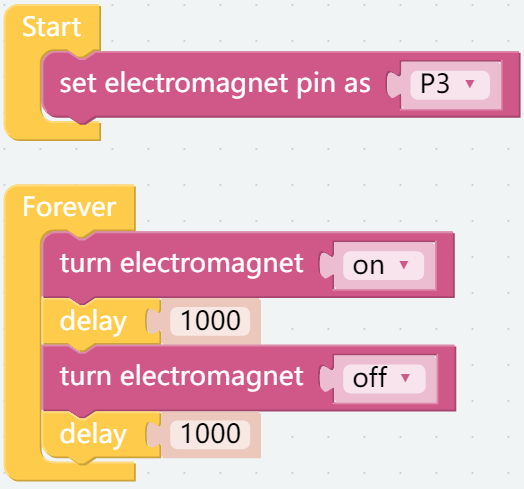 Start
set electromagnet pin as P3
Forever
turn electromagnet on
delay 1000
turn electromagnet off
delay 1000